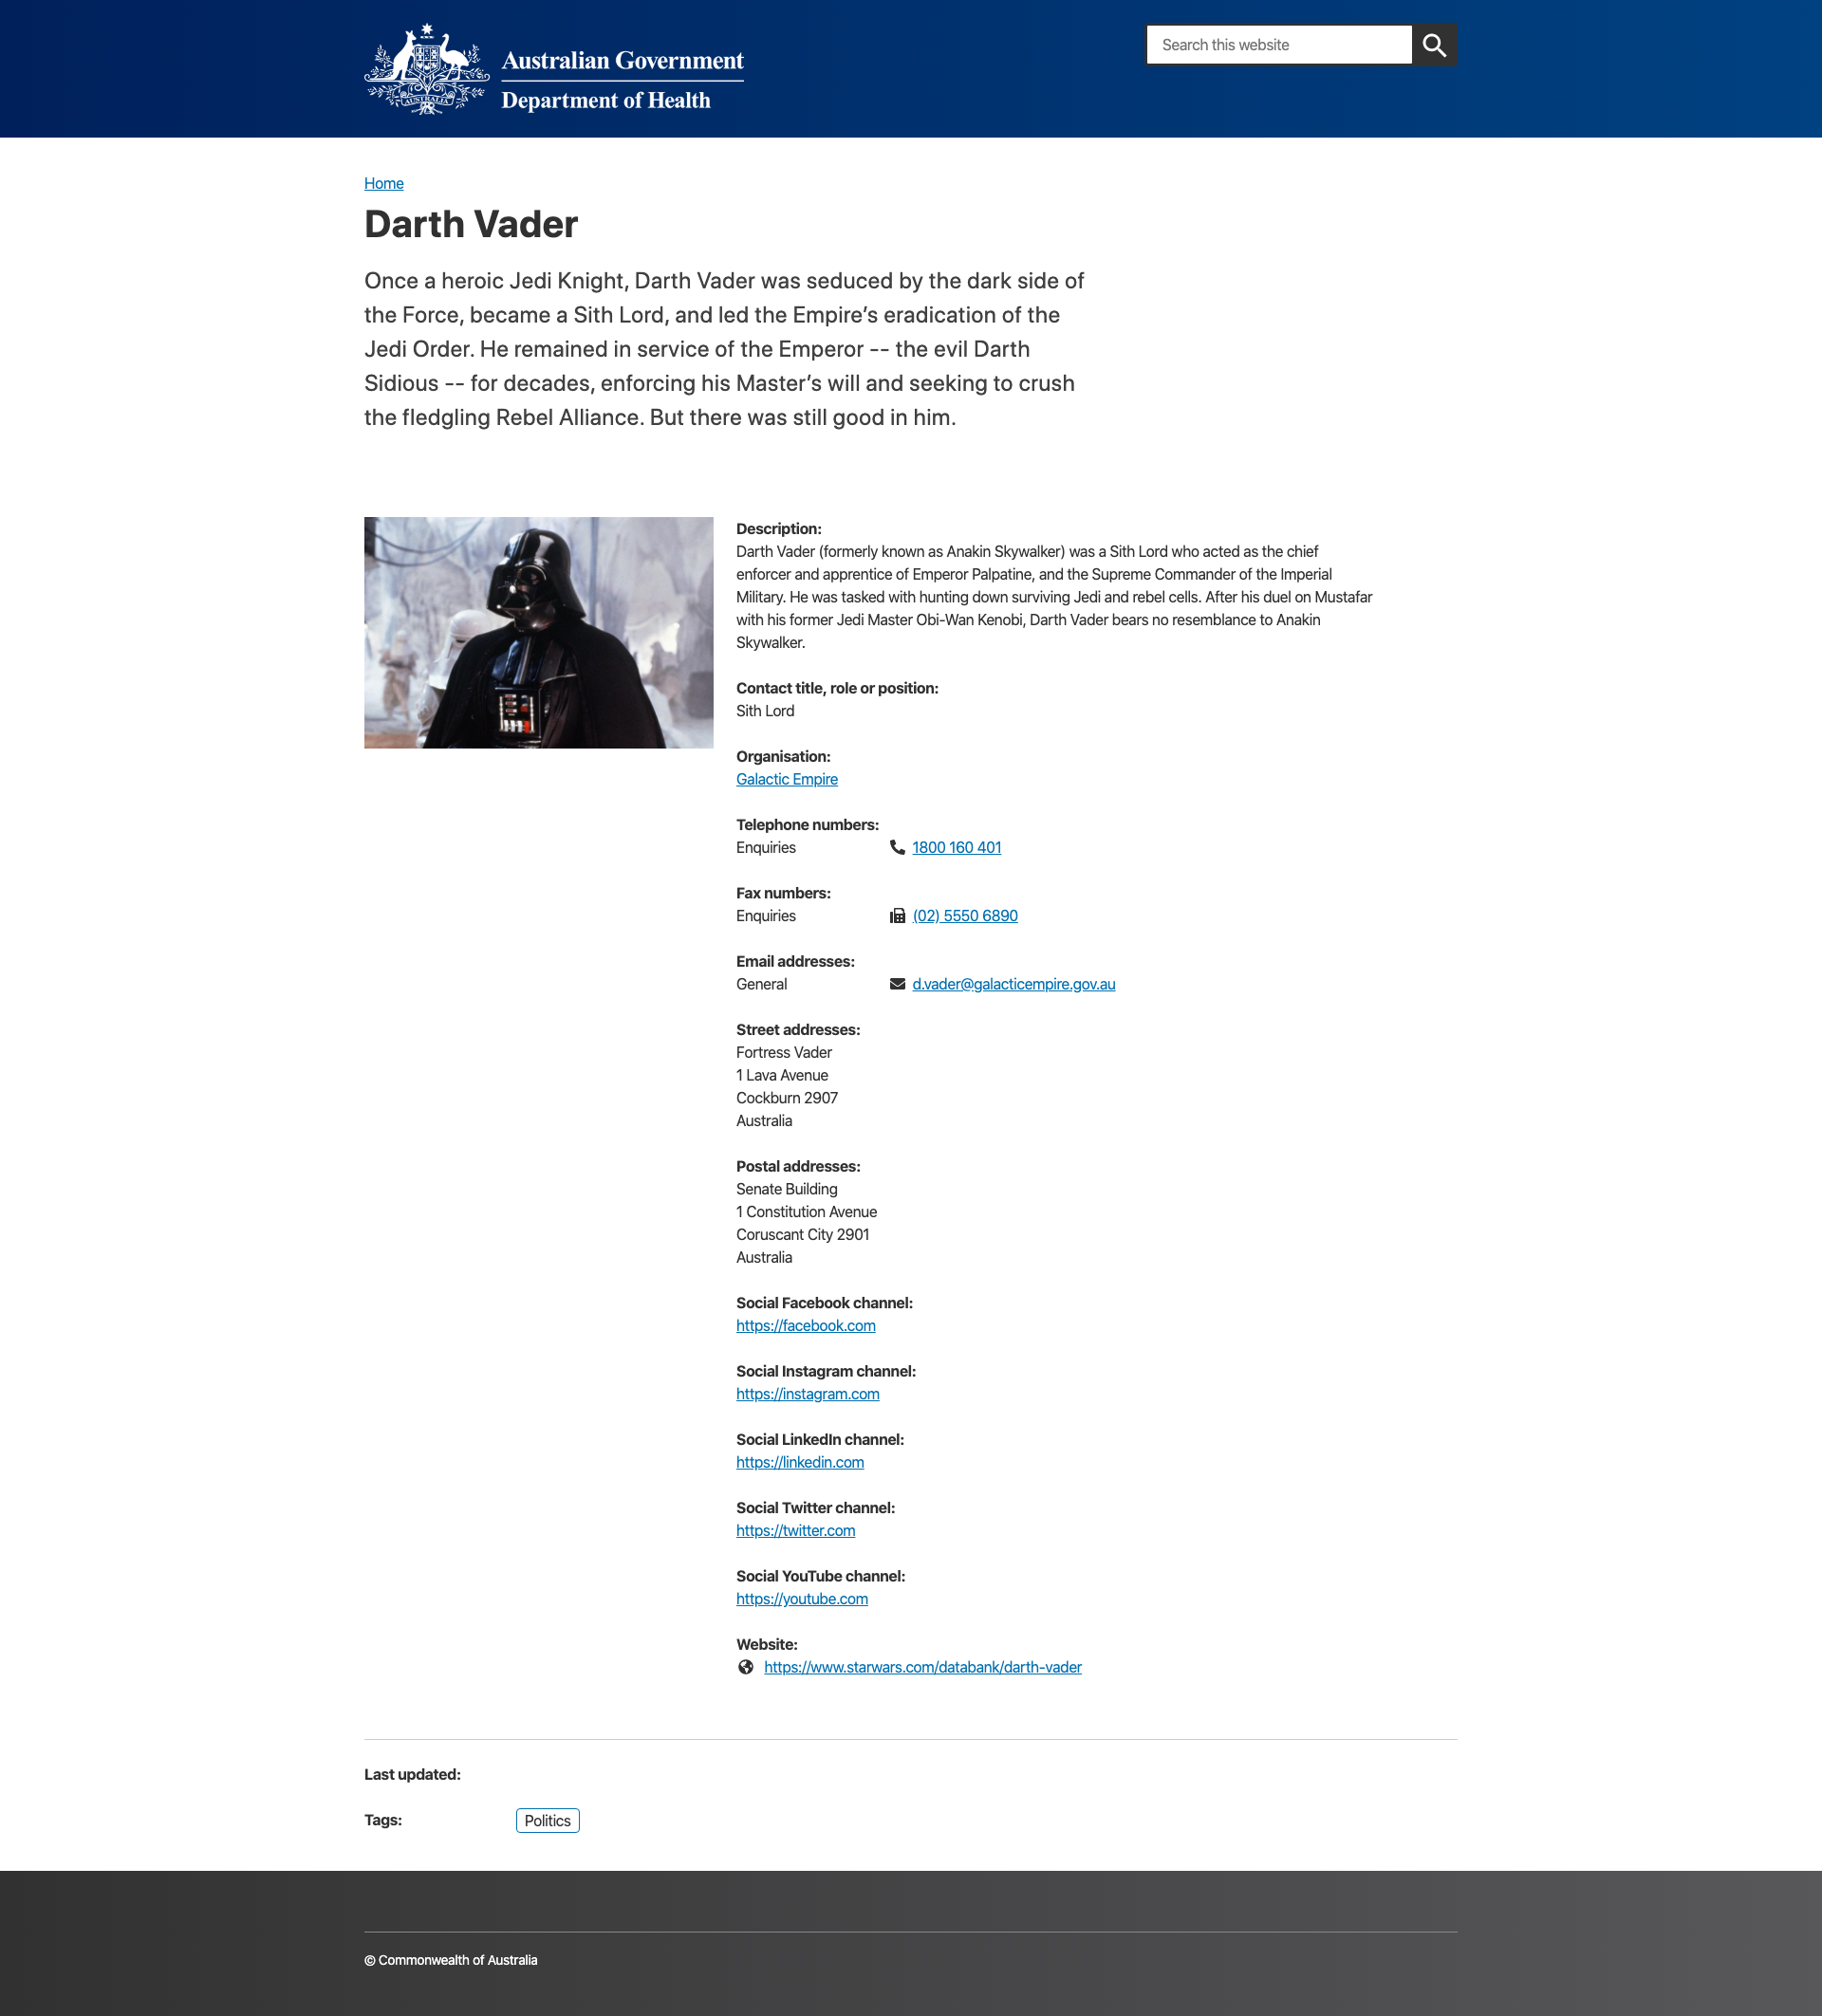 Australian Government
Department of Health
AUSTRALIA
Search this website
Home
Darth Vader
Once a heroic Jedi Knight, Darth Vader was seduced by the dark side of
the Force, became a Sith Lord, and led the Empire’s eradication of the
Jedi Order. He remained in service of the Emperor -- the evil Darth
Sidious -- for decades, enforcing his Master’s will and seeking to crush
the fledgling Rebel Alliance. But there was still good in him.
Description:
Darth Vader (formerly known as Anakin Skywalker) was a Sith Lord who acted as the chief
enforcer and apprentice of Emperor Palpatine, and the Supreme Commander of the Imperial
Military. He was tasked with hunting down surviving Jedi and rebel cells. After his duel on Mustafar
with his former Jedi Master Obi-Wan Kenobi, Darth Vader bears no resemblance to Anakin
Skywalker.
Contact title, role or position:
Sith Lord
Organisation:
Galactic Empire
Telephone numbers:
Enquiries 1800 160 401
Fax numbers:
Enquiries (02) 5550 6890
Email addresses:
General d.vader@galacticempire.gov.au
Street addresses:
Fortress Vader
1 Lava Avenue
Cockburn 2907
Australia
Postal addresses:
Senate Building
1 Constitution Avenue
Coruscant City 2901
Australia
Social Facebook channel:
https://facebook.com
Social Instagram channel:
https://instagram.com
Social LinkedIn channel:
https://linkedin.com
Social Twitter channel:
https://twitter.com
Social YouTube channel:
https://youtube.com
Website:
https://www.starwars.com/databank/darth-vader
Last updated:
Tags: Politics
© Commonwealth of Australia